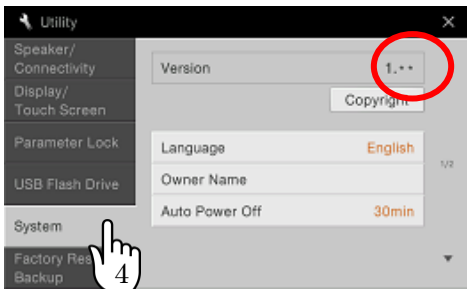 Utility
Speaker/
Connectivity
Display/
Touch Screen
Parameter Lock
USB Flash Drive
System
Factory Res
Backup
Version 1.**
Copyright
Language English
Owner Name
Auto Power Off 30min
1/2
4